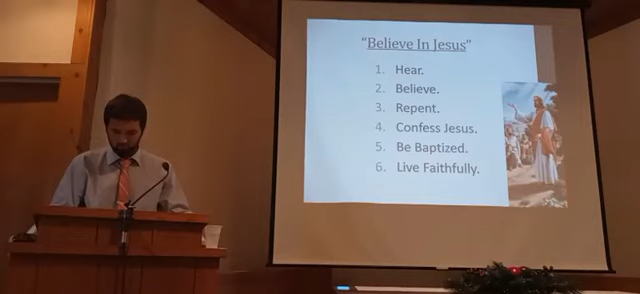 “Believe In Jesus”
1. Hear.
2. Believe.
3. Repent.
4. Confess Jesus.
5. Be Baptized.
6. Live Faithfully.